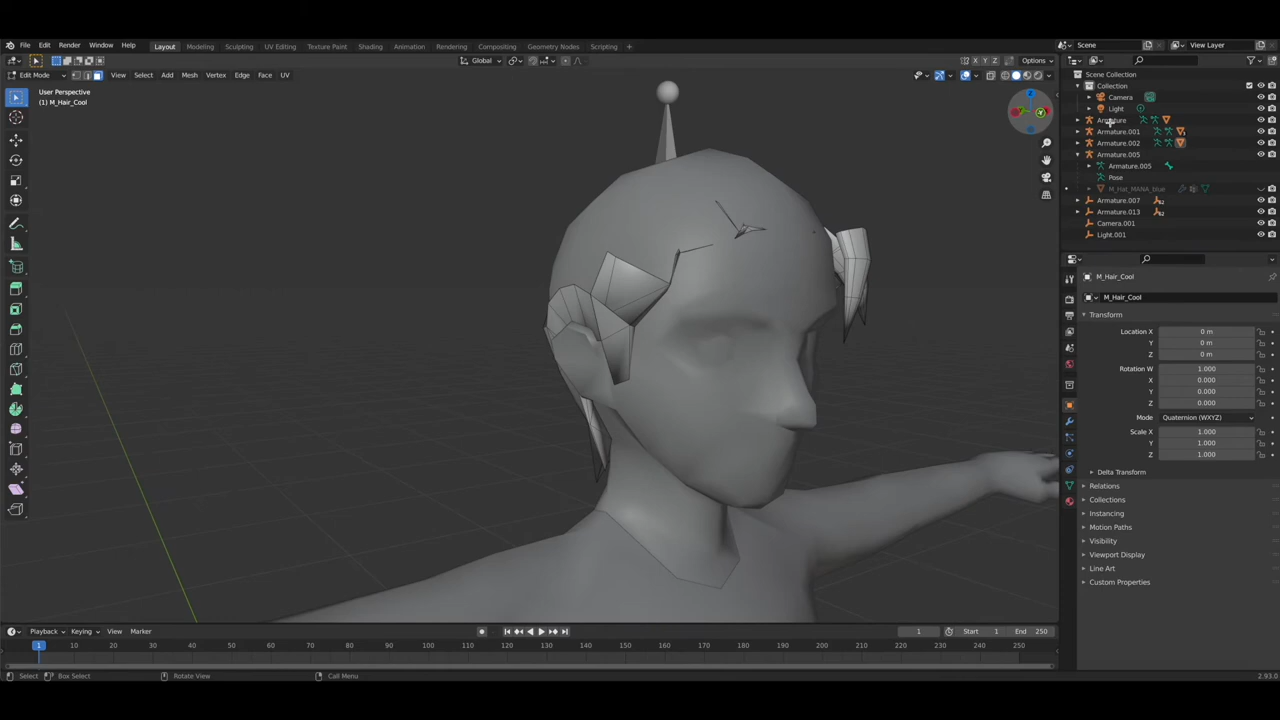 File Edit Render Window Help Layout Modeling Sculpting UV Editing Texture Paint Shading Animation Rendering Compositing Geometry Nodes Scripting + Scene View Layer
Global Options
Edit Mode View Select Add Mesh Vertex Edge Face UV X Y Z Options
User Perspective
(1) M_Hair_Cool
Scene Collection
Collection
Camera
Light
Armature
Armature.001
Armature.002
Armature.005
Armature.005
Pose
M_Hat_MANA_blue
Armature.007
Armature.013
Camera.001
Light.001
M_Hair_Cool
M_Hair_Cool
Transform
Location X 0 m
Y 0 m
Z 0 m
Rotation W 1.000
X 0.000
Y 0.000
Z 0.000
Mode Quaternion (WXYZ)
Scale X 1.000
Y 1.000
Z 1.000
Delta Transform
Relations
Collections
Instancing
Motion Paths
Visibility
Viewport Display
Line Art
Custom Properties
Playback Keying View Marker 1 Start 1 End 250
1 10 20 30 40 50 60 70 80 90 100 110 120 130 140 150 160 170 180 190 200 210 220 230 240 250
Select Box Select Rotate View Call Menu 2.93.0